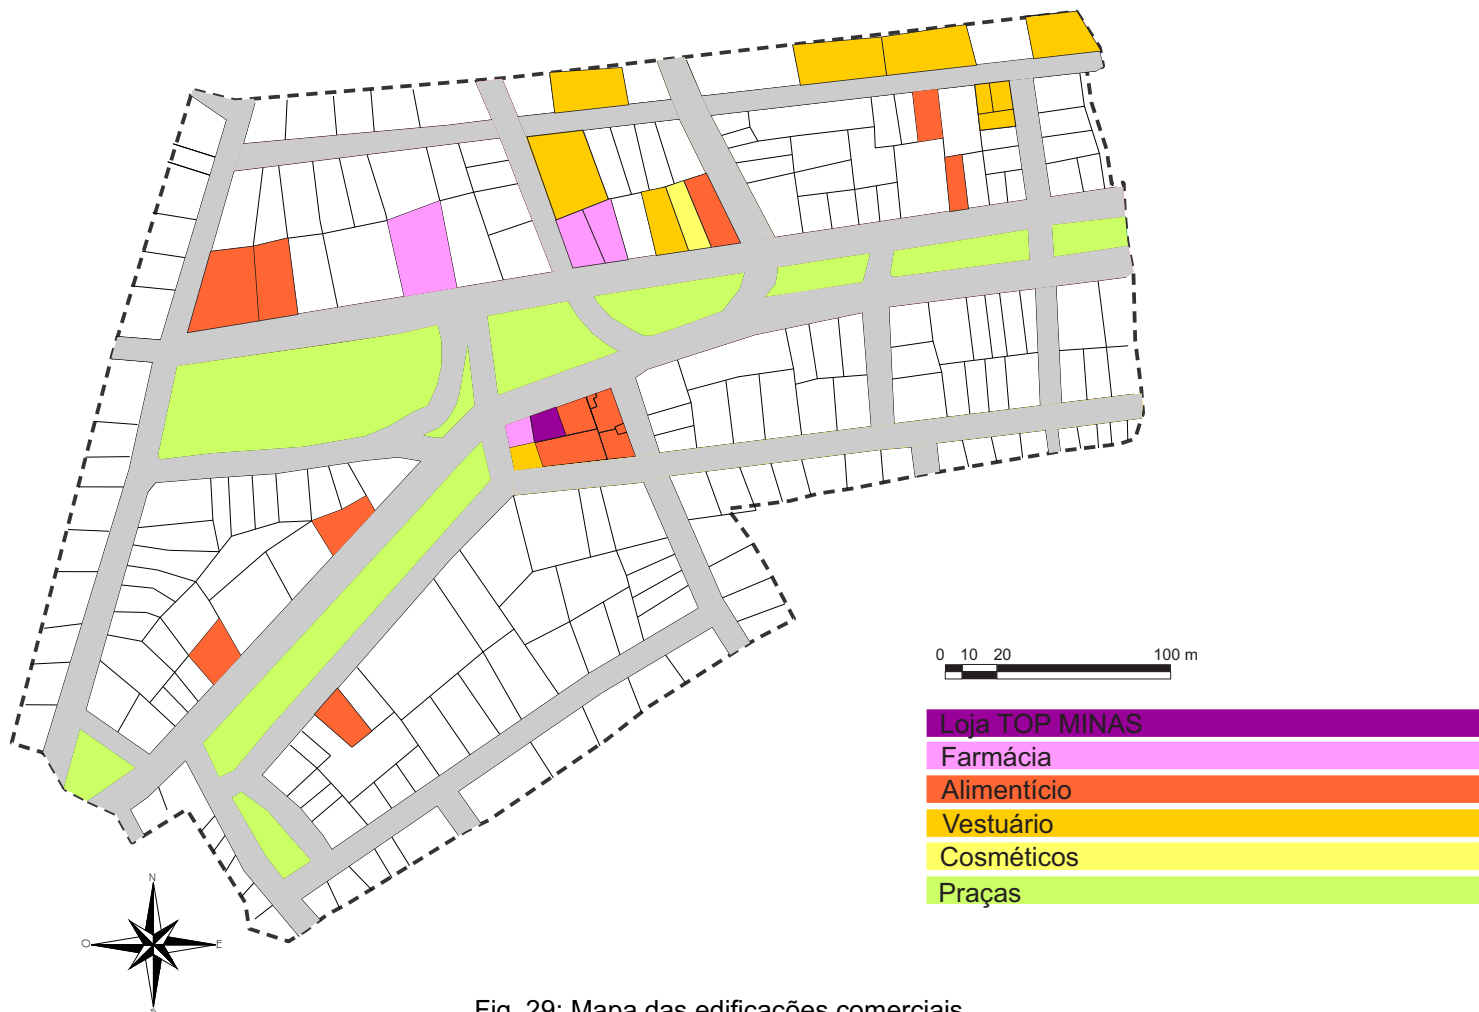 0 10 20 100 m
Loja TOP MINAS
Farmácia
Alimentício
Vestuário
Cosméticos
Praças
N
O E
S
Fig. 29: Mapa das edificações comerciais